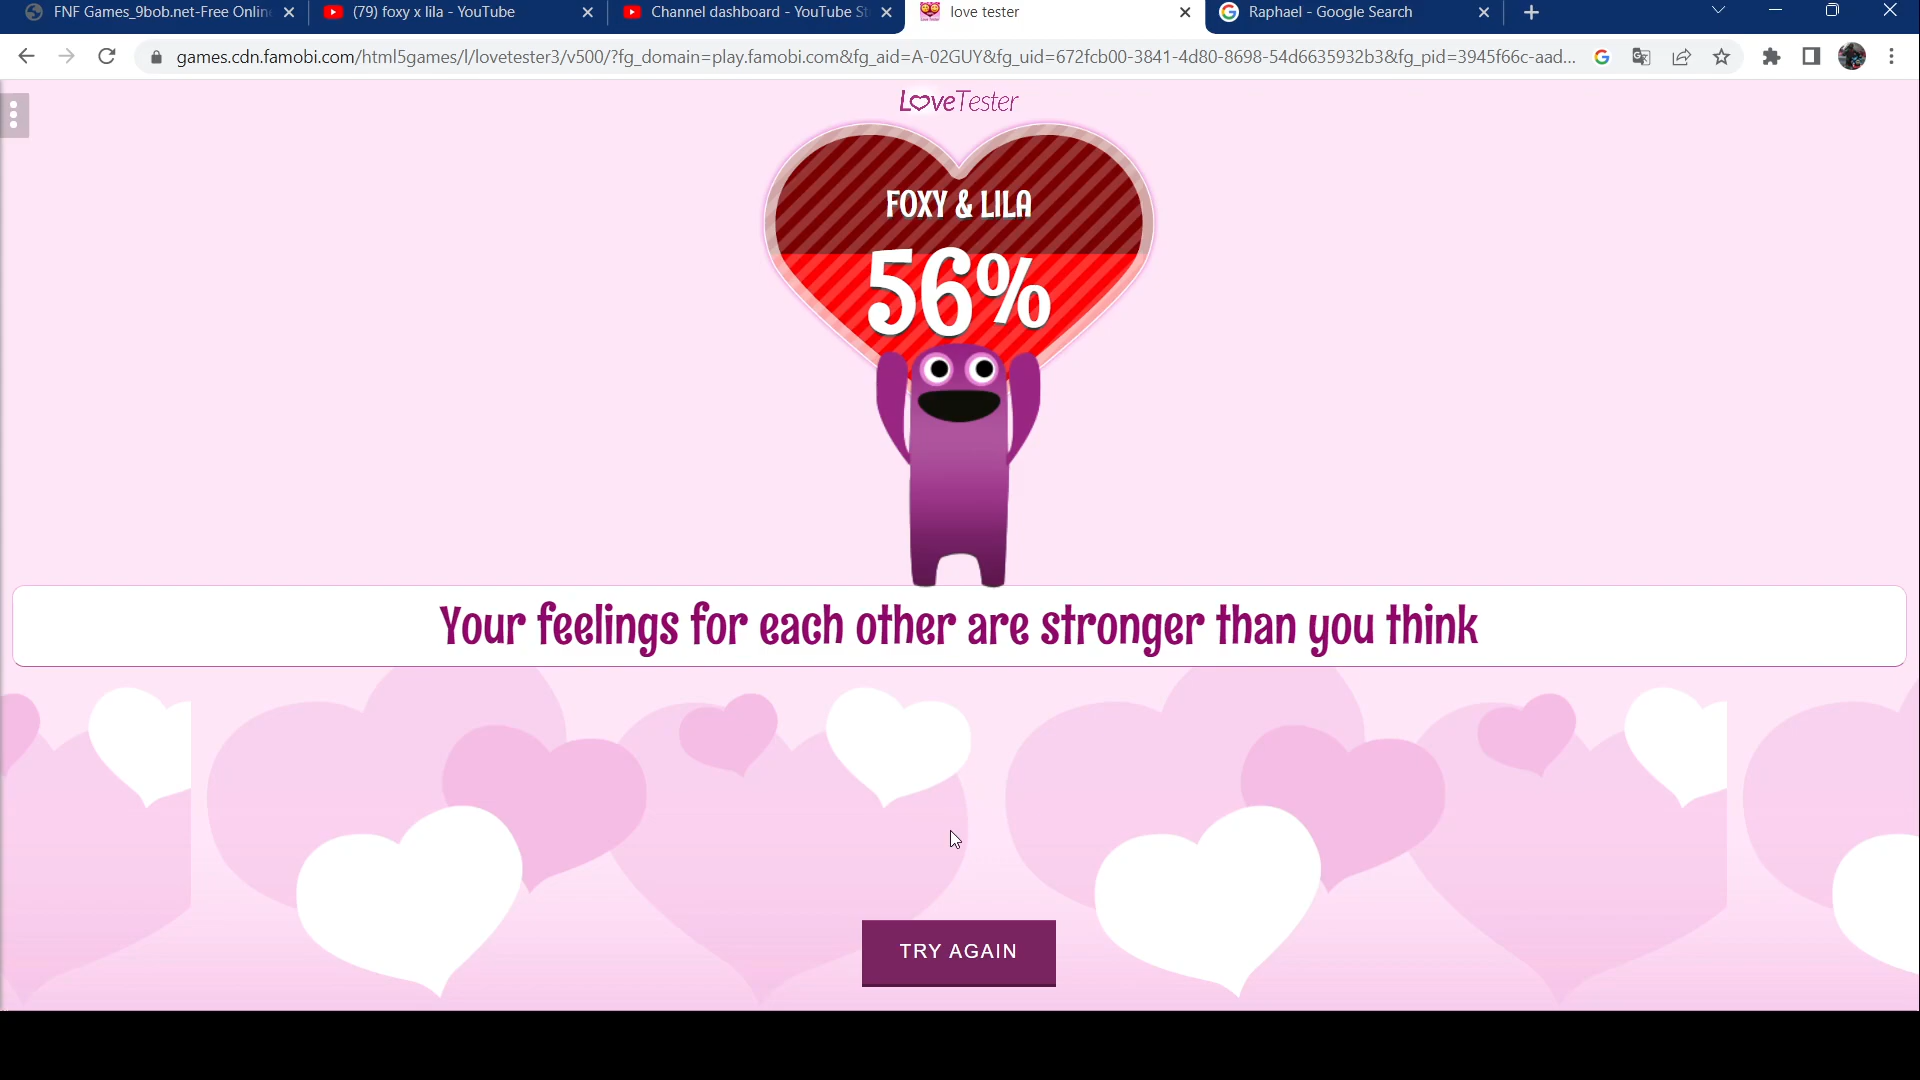 FNF Games_9bob.net-Free Online
(79) foxy x lila - YouTube
Channel dashboard - YouTube St
love tester
Raphael - Google Search
games.cdn.famobi.com/html5games/l/lovetester3/v500/?fg_domain=play.famobi.com&fg_aid=A-02GUY&fg_uid=672fcb00-3841-4d80-8698-54d6635932b3&fg_pid=3945f66c-aad...
LoveTester
FOXY & LILA
56%
Your feelings for each other are stronger than you think
TRY AGAIN